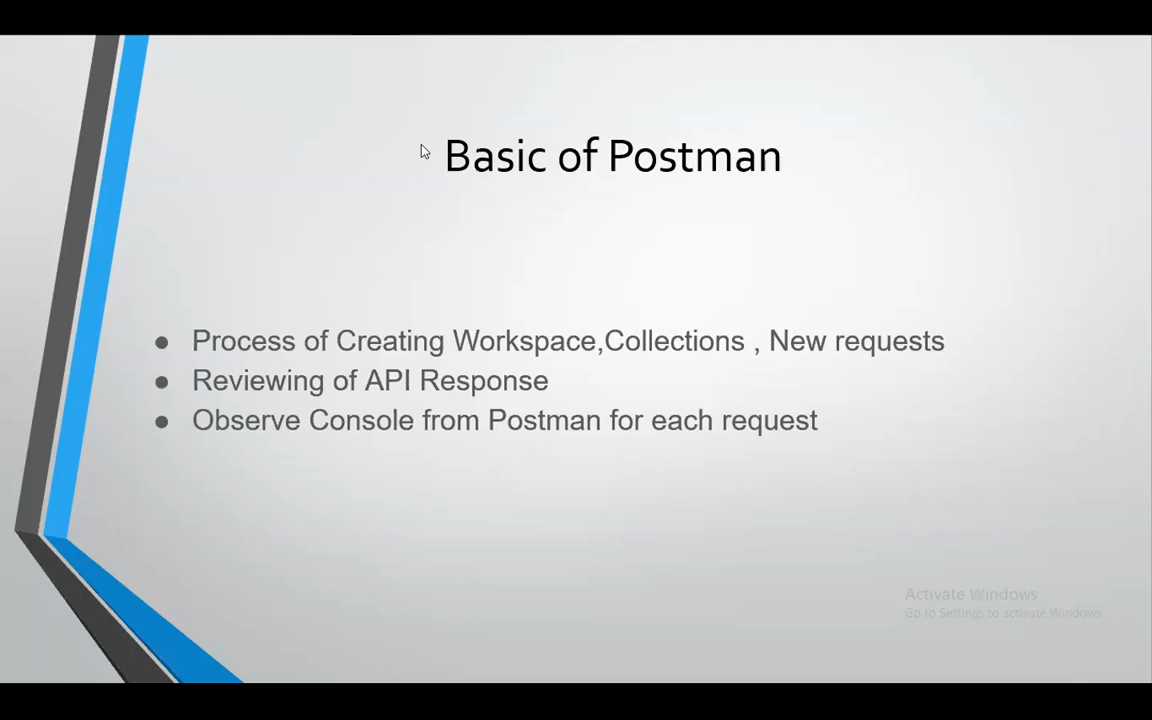 Basic of Postman
● Process of Creating Workspace,Collections , New requests
● Reviewing of API Response
● Observe Console from Postman for each request
Activate Windows
Go to Settings to activate Windows.